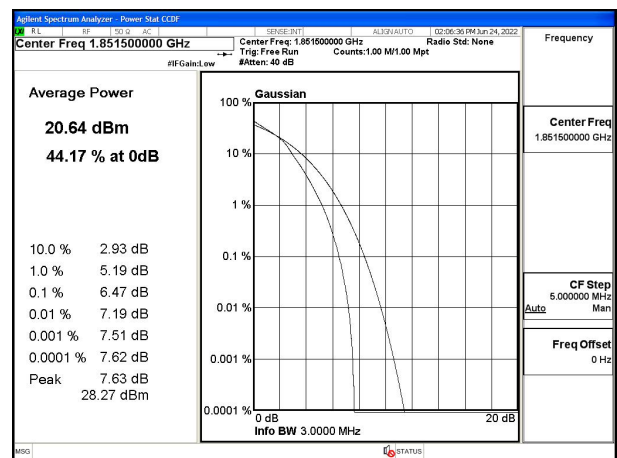 Agilent Spectrum Analyzer - Power Stat CCDF
RL RF 50 Ω AC SENSE:INT ALIGN AUTO 02:06:36 PM Jun 24, 2022
Center Freq 1.851500000 GHz
Center Freq: 1.851500000 GHz Radio Std: None
Trig: Free Run Counts:1.00 M/1.00 Mpt
#IFGain:Low #Atten: 40 dB
Frequency
Average Power
20.64 dBm
44.17 % at 0dB
10.0 % 2.93 dB
1.0 % 5.19 dB
0.1 % 6.47 dB
0.01 % 7.19 dB
0.001 % 7.51 dB
0.0001 % 7.62 dB
Peak 7.63 dB
28.27 dBm
Gaussian
100 %
10 %
1 %
0.1 %
0.01 %
0.001 %
0.0001 %
0 dB 20 dB
Info BW 3.0000 MHz
Center Freq
1.851500000 GHz
CF Step
5.000000 MHz
Auto Man
Freq Offset
0 Hz
MSG STATUS